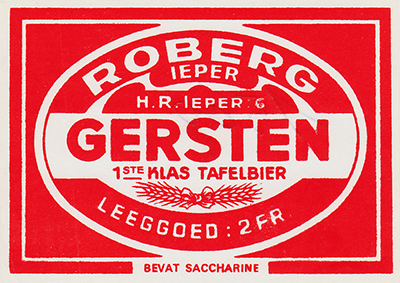 ROBERG
IEPER
H.R. IEPER: 6
GERSTEN
1STE KLAS TAFELBIER
LEEGGOED: 2 FR
BEVAT SACCHARINE